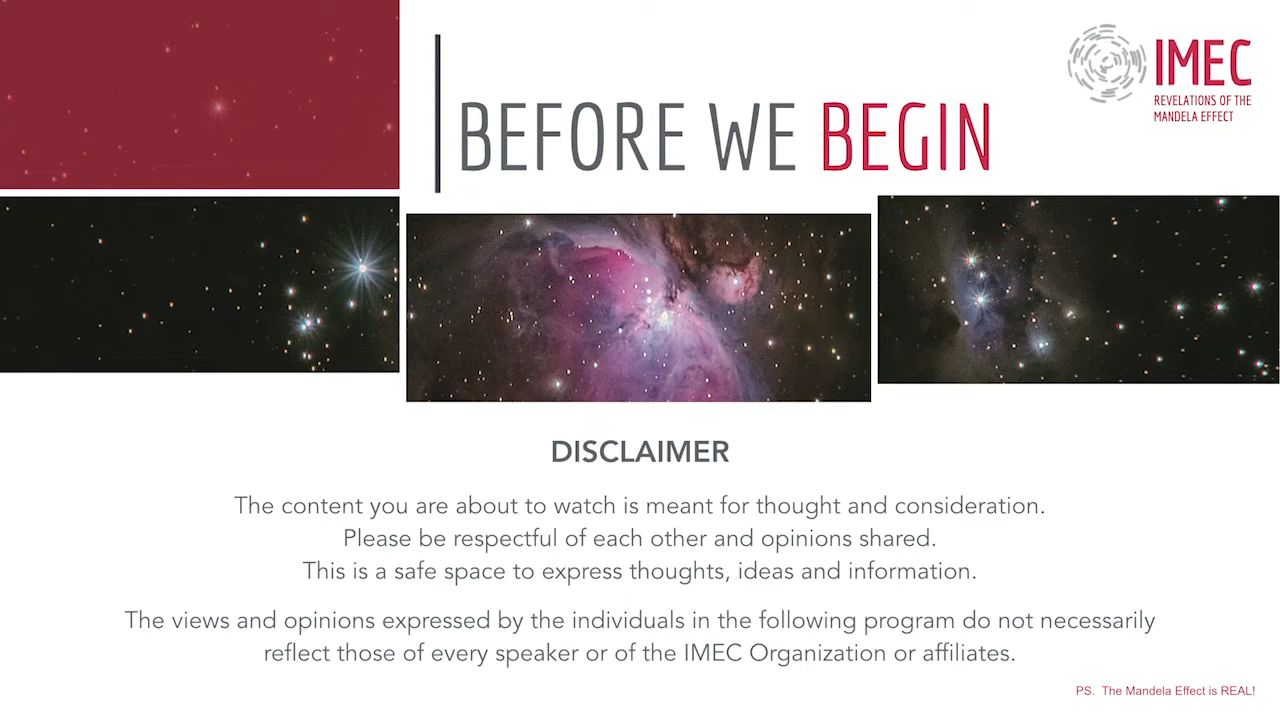 BEFORE WE BEGIN
IMEC
REVELATIONS OF THE
MANDELA EFFECT
DISCLAIMER
The content you are about to watch is meant for thought and consideration.
Please be respectful of each other and opinions shared.
This is a safe space to express thoughts, ideas and information.
The views and opinions expressed by the individuals in the following program do not necessarily
reflect those of every speaker or of the IMEC Organization or affiliates.
PS.  The Mandela Effect is REAL!